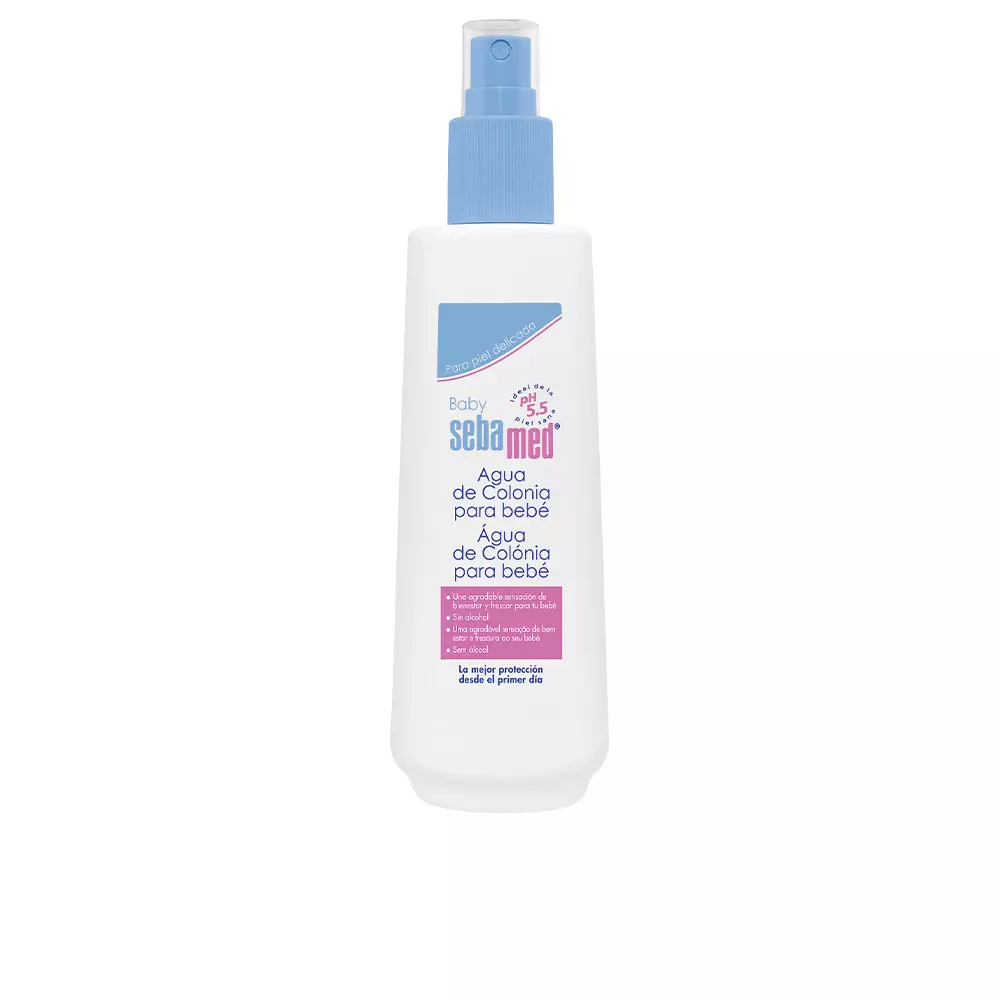 Para piel delicada
Baby
ideal de la
pH
5.5
piel sana
sebamed®
Agua
de Colonia
para bebé
Água
de Colónia
para bebé
• Una agradable sensación de
bienestar y frescor para tu bebé
• Sin alcohol
• Uma agradável sensação de bem
estar e frescura ao seu bebé
• Sem álcool
La mejor protección
desde el primer día